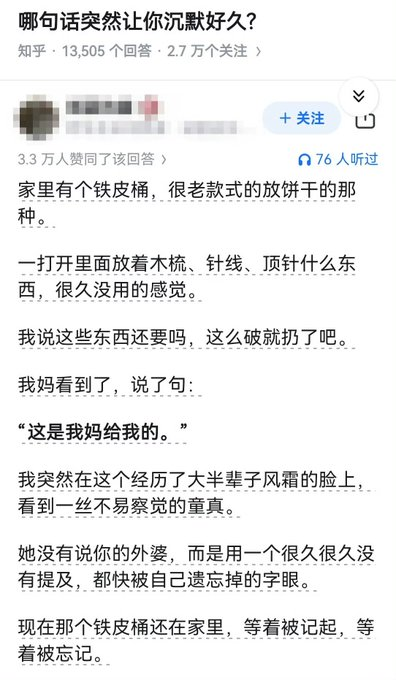 哪句话突然让你沉默好久？
知乎 · 13,505 个回答 · 2.7 万个关注 >
+ 关注
3.3 万人赞同了该回答 >
76 人听过
家里有个铁皮桶，很老款式的放饼干的那
种。
一打开里面放着木梳、针线、顶针什么东
西，很久没用的感觉。
我说这些东西还要吗，这么破就扔了吧。
我妈看到了，说了句：
“这是我妈给我的。”
我突然在这个经历了大半辈子风霜的脸上，
看到一丝不易察觉的童真。
她没有说你的外婆，而是用一个很久很久没
有提及，都快被自己遗忘掉的字眼。
现在那个铁皮桶还在家里，等着被记起，等
着被忘记。